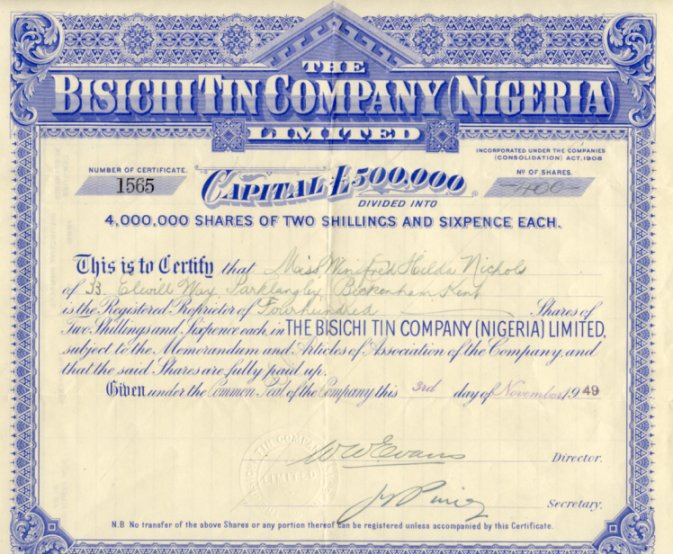 THE
BISICHI TIN COMPANY (NIGERIA)
LIMITED
INCORPORATED UNDER THE COMPANIES
(CONSOLIDATION) ACT, 1908
NUMBER OF CERTIFICATE.
1565
CAPITAL £500,000
Nº OF SHARES.
400
DIVIDED INTO
4,000,000 SHARES OF TWO SHILLINGS AND SIXPENCE EACH.
This is to Certify that Miss Winifred Hilda Nichols
of 33 Elwill Way Parklangley Beckenham Kent
is the Registered Proprietor of Fourhundred Shares of
Two Shillings and Sixpence each, in THE BISICHI TIN COMPANY (NIGERIA) LIMITED,
subject to the Memorandum and Articles of Association of the Company, and
that the said Shares are fully paid up.
Given under the Common Seal of the Company this 3rd day of November 1949
W W Evans Director.
Secretary.
TIN COMPANY
LIMITED
N.B No transfer of the above Shares or any portion thereof can be registered unless accompanied by this Certificate.